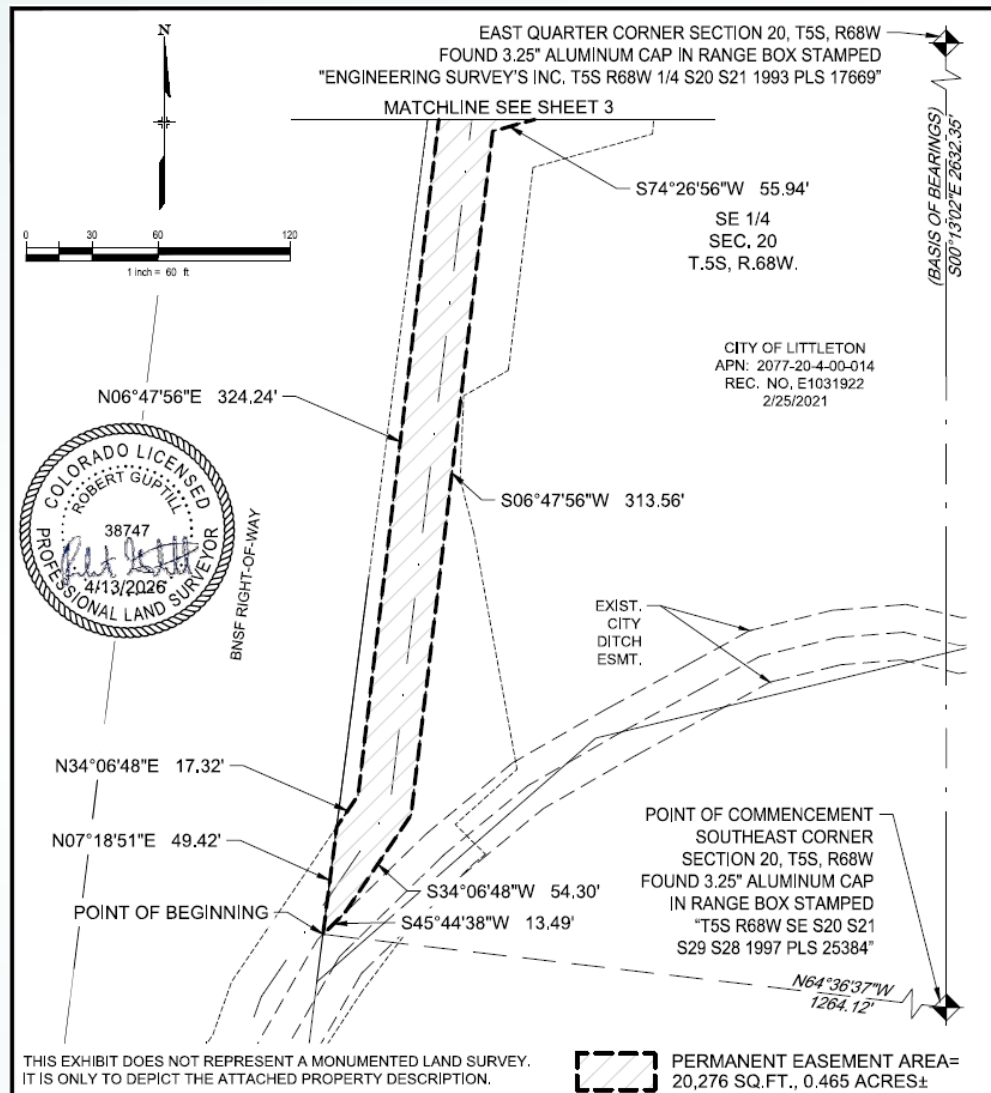 N
EAST QUARTER CORNER SECTION 20, T5S, R68W
FOUND 3.25" ALUMINUM CAP IN RANGE BOX STAMPED
"ENGINEERING SURVEY'S INC. T5S R68W 1/4 S20 S21 1993 PLS 17669"
MATCHLINE SEE SHEET 3
(BASIS OF BEARINGS)
S00°13'02"E 2632.35'
S74°26'56"W 55.94'
SE 1/4
SEC. 20
T.5S, R.68W.
0 30 60 120
1 inch = 60 ft
CITY OF LITTLETON
APN: 2077-20-4-00-014
REC. NO. E1031922
2/25/2021
N06°47'56"E 324.24'
COLORADO LICENSED
ROBERT GUPTILL
38747
4/13/2026
PROFESSIONAL LAND SURVEYOR
BNSF RIGHT-OF-WAY
S06°47'56"W 313.56'
EXIST.
CITY
DITCH
ESMT.
N34°06'48"E 17.32'
N07°18'51"E 49.42'
POINT OF BEGINNING
S34°06'48"W 54.30'
S45°44'38"W 13.49'
POINT OF COMMENCEMENT
SOUTHEAST CORNER
SECTION 20, T5S, R68W
FOUND 3.25" ALUMINUM CAP
IN RANGE BOX STAMPED
"T5S R68W SE S20 S21
S29 S28 1997 PLS 25384"
N64°36'37"W
1264.12'
THIS EXHIBIT DOES NOT REPRESENT A MONUMENTED LAND SURVEY.
IT IS ONLY TO DEPICT THE ATTACHED PROPERTY DESCRIPTION.
PERMANENT EASEMENT AREA=
20,276 SQ.FT., 0.465 ACRES±